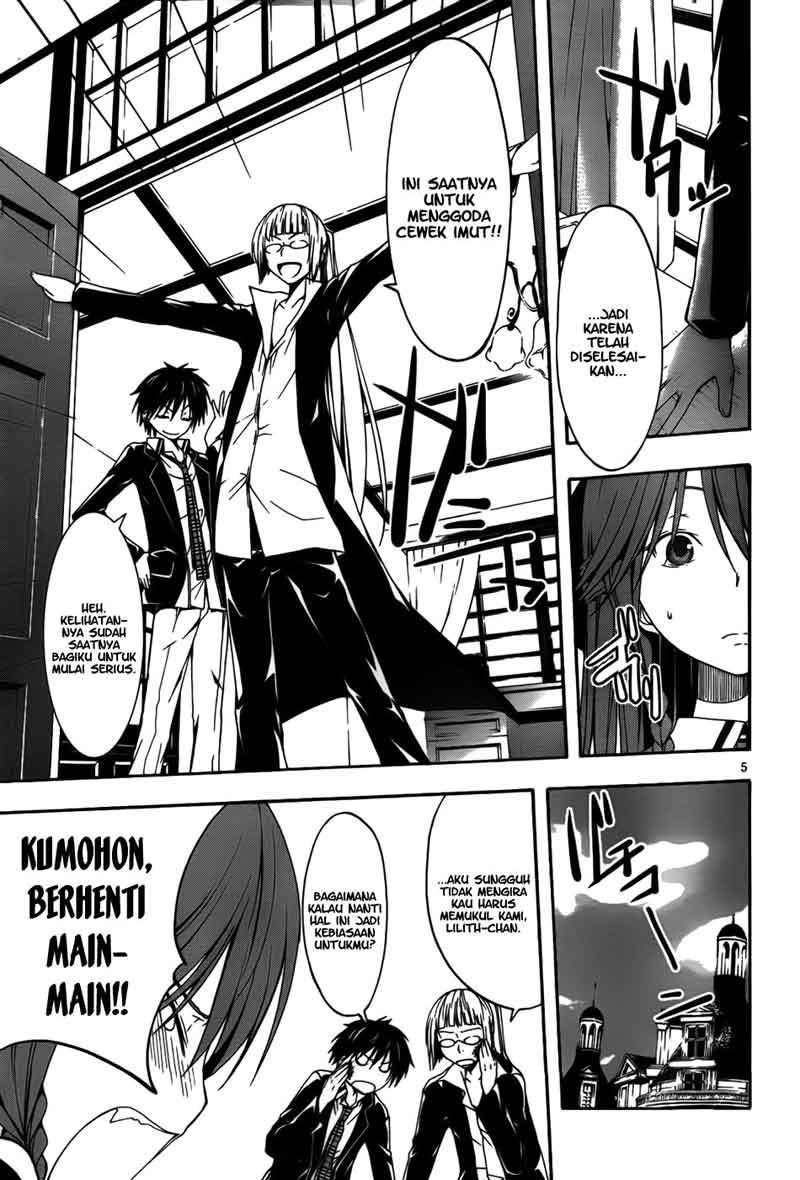 ...JADI
KARENA
TELAH
DISELESAI-
KAN...
ガタ
INI SAATNYA
UNTUK
MENGGODA
CEWEK IMUT!!
HEH.
KELIHATAN-
NYA SUDAH
SAATNYA
BAGIKU UNTUK
MULAI SERIUS.
5
...AKU SUNGGUH
TIDAK MENGIRA
KAU HARUS
MEMUKUL KAMI,
LILITH-CHAN.
BAGAIMANA
KALAU NANTI
HAL INI JADI
KEBIASAAN
UNTUKMU?
KUMOHON,
BERHENTI
MAIN-
MAIN!!